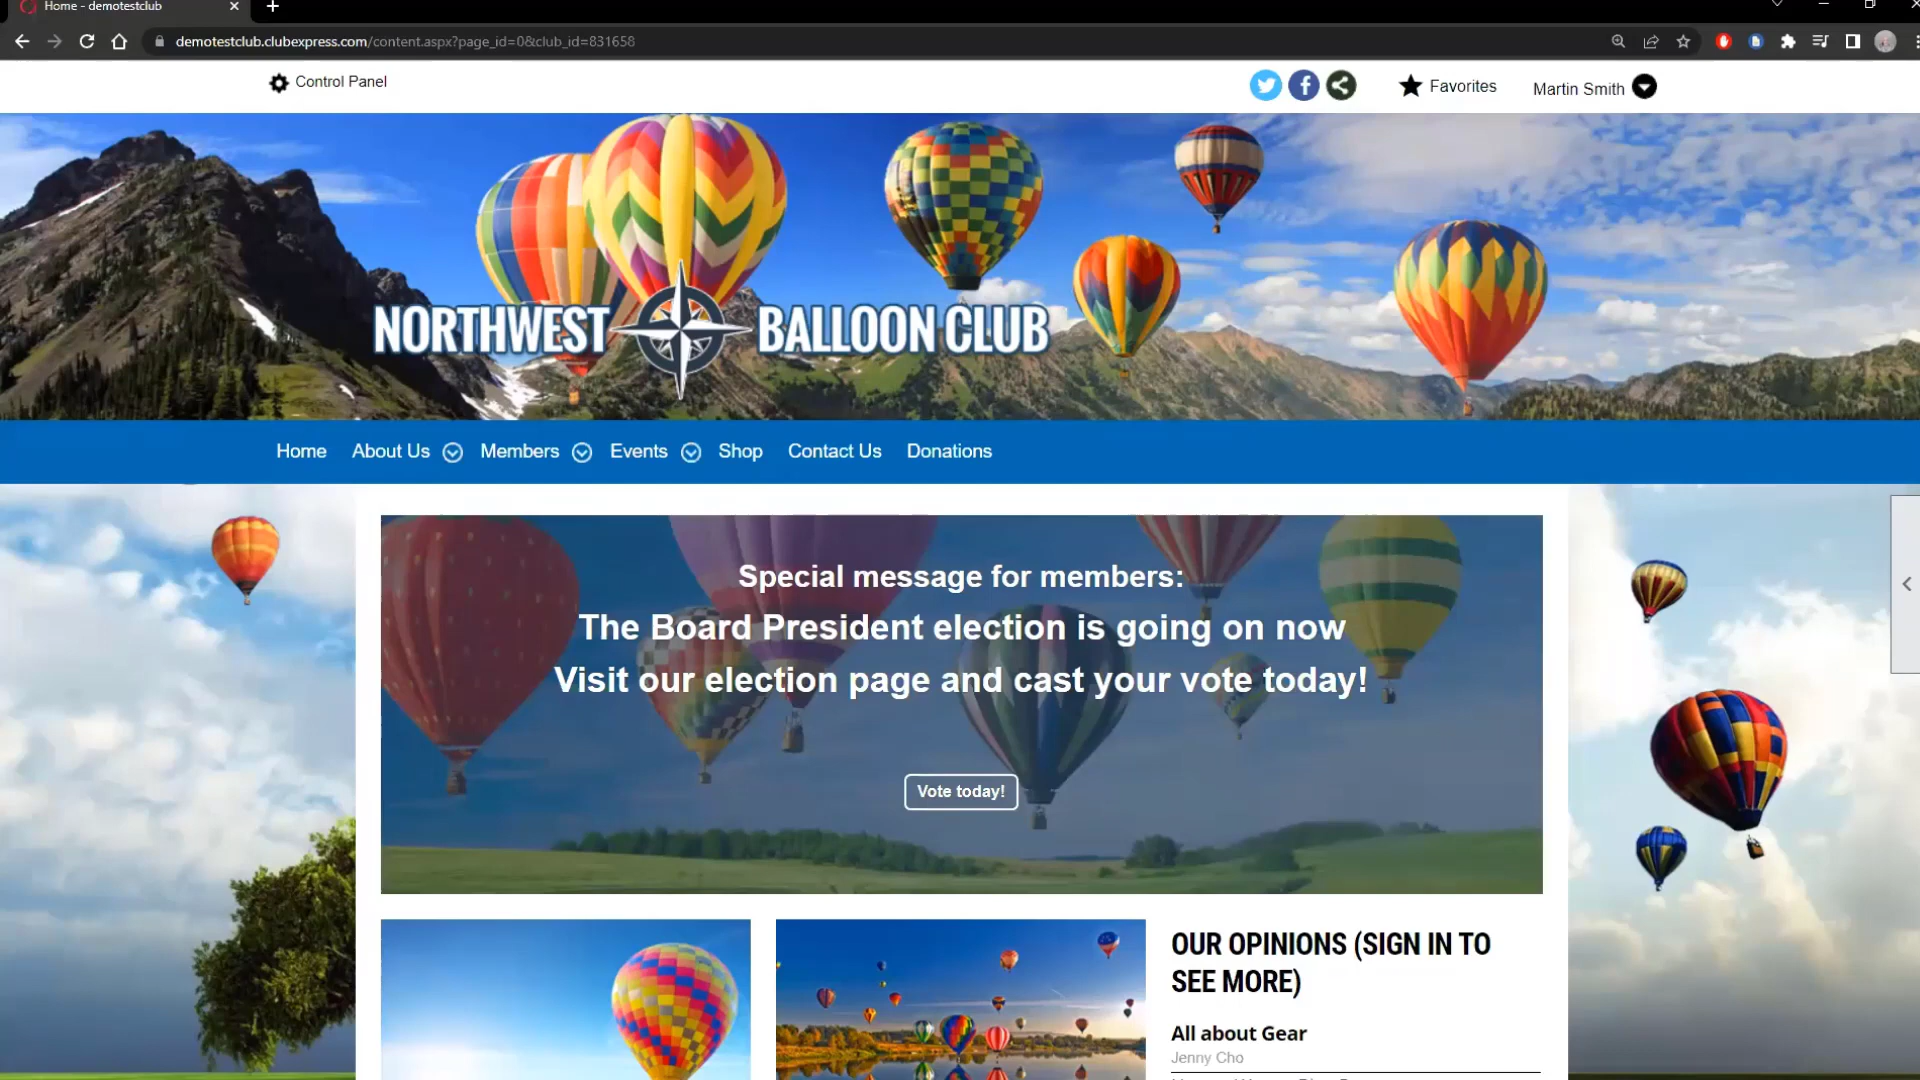 Home - demotestclub
demotestclub.clubexpress.com/content.aspx?page_id=0&club_id=831658
Control Panel
Favorites
Martin Smith
NORTHWEST BALLOON CLUB
Home About Us Members Events Shop Contact Us Donations
Special message for members:
The Board President election is going on now
Visit our election page and cast your vote today!
Vote today!
OUR OPINIONS (SIGN IN TO
SEE MORE)
All about Gear
Jenny Cho